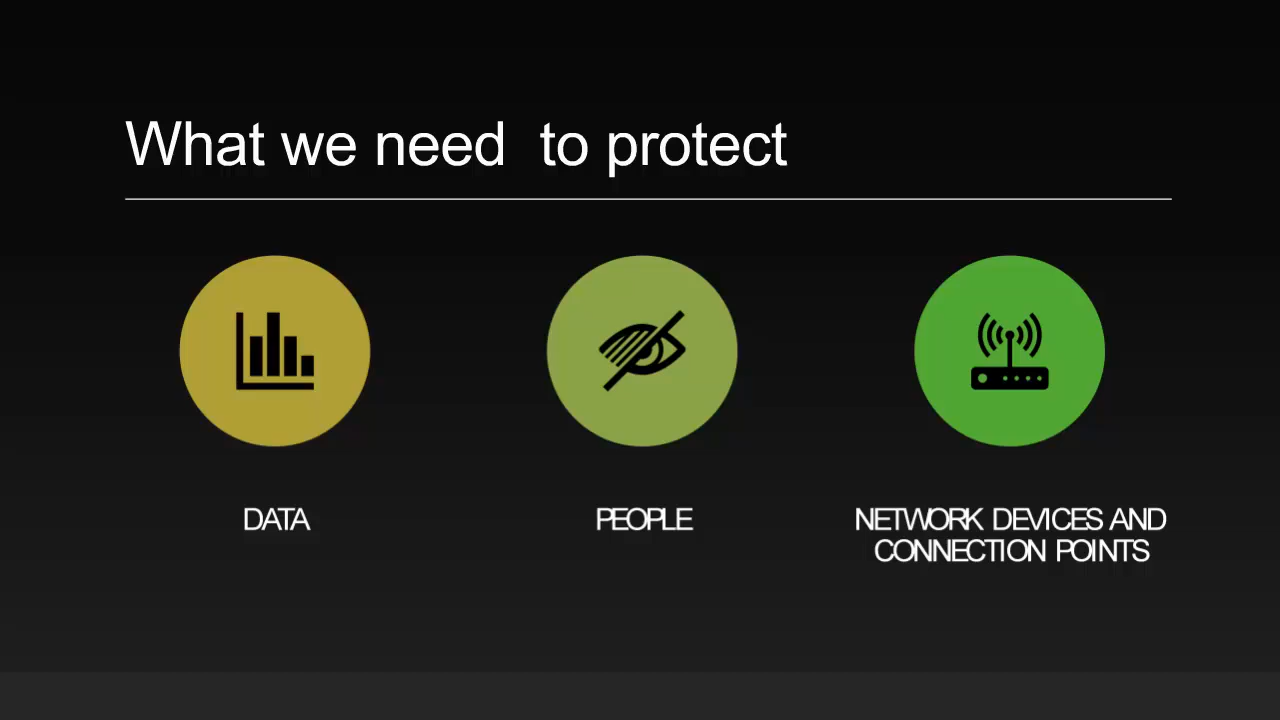 What we need  to protect
DATA
PEOPLE
NETWORK DEVICES AND
CONNECTION POINTS